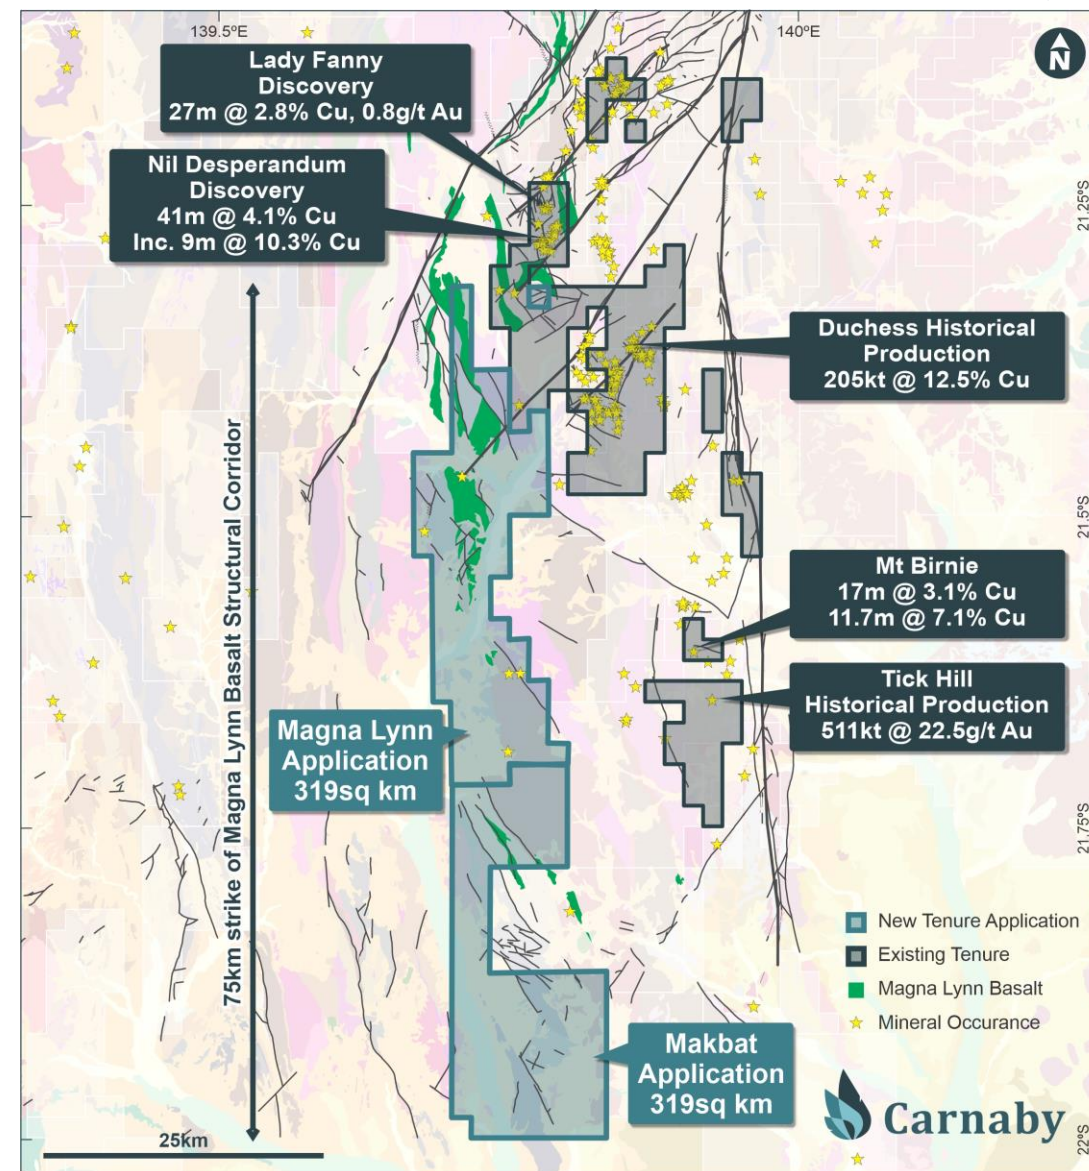 139.5ºE
140ºE
N
Lady Fanny
Discovery
27m @ 2.8% Cu, 0.8g/t Au
Nil Desperandum
Discovery
41m @ 4.1% Cu
Inc. 9m @ 10.3% Cu
21.25ºS
Duchess Historical
Production
205kt @ 12.5% Cu
21.5ºS
Mt Birnie
17m @ 3.1% Cu
11.7m @ 7.1% Cu
Tick Hill
Historical Production
511kt @ 22.5g/t Au
75km strike of Magna Lynn Basalt Structural Corridor
Magna Lynn
Application
319sq km
21.75ºS
New Tenure Application
Existing Tenure
Magna Lynn Basalt
Mineral Occurance
Makbat
Application
319sq km
Carnaby
25km
22ºS